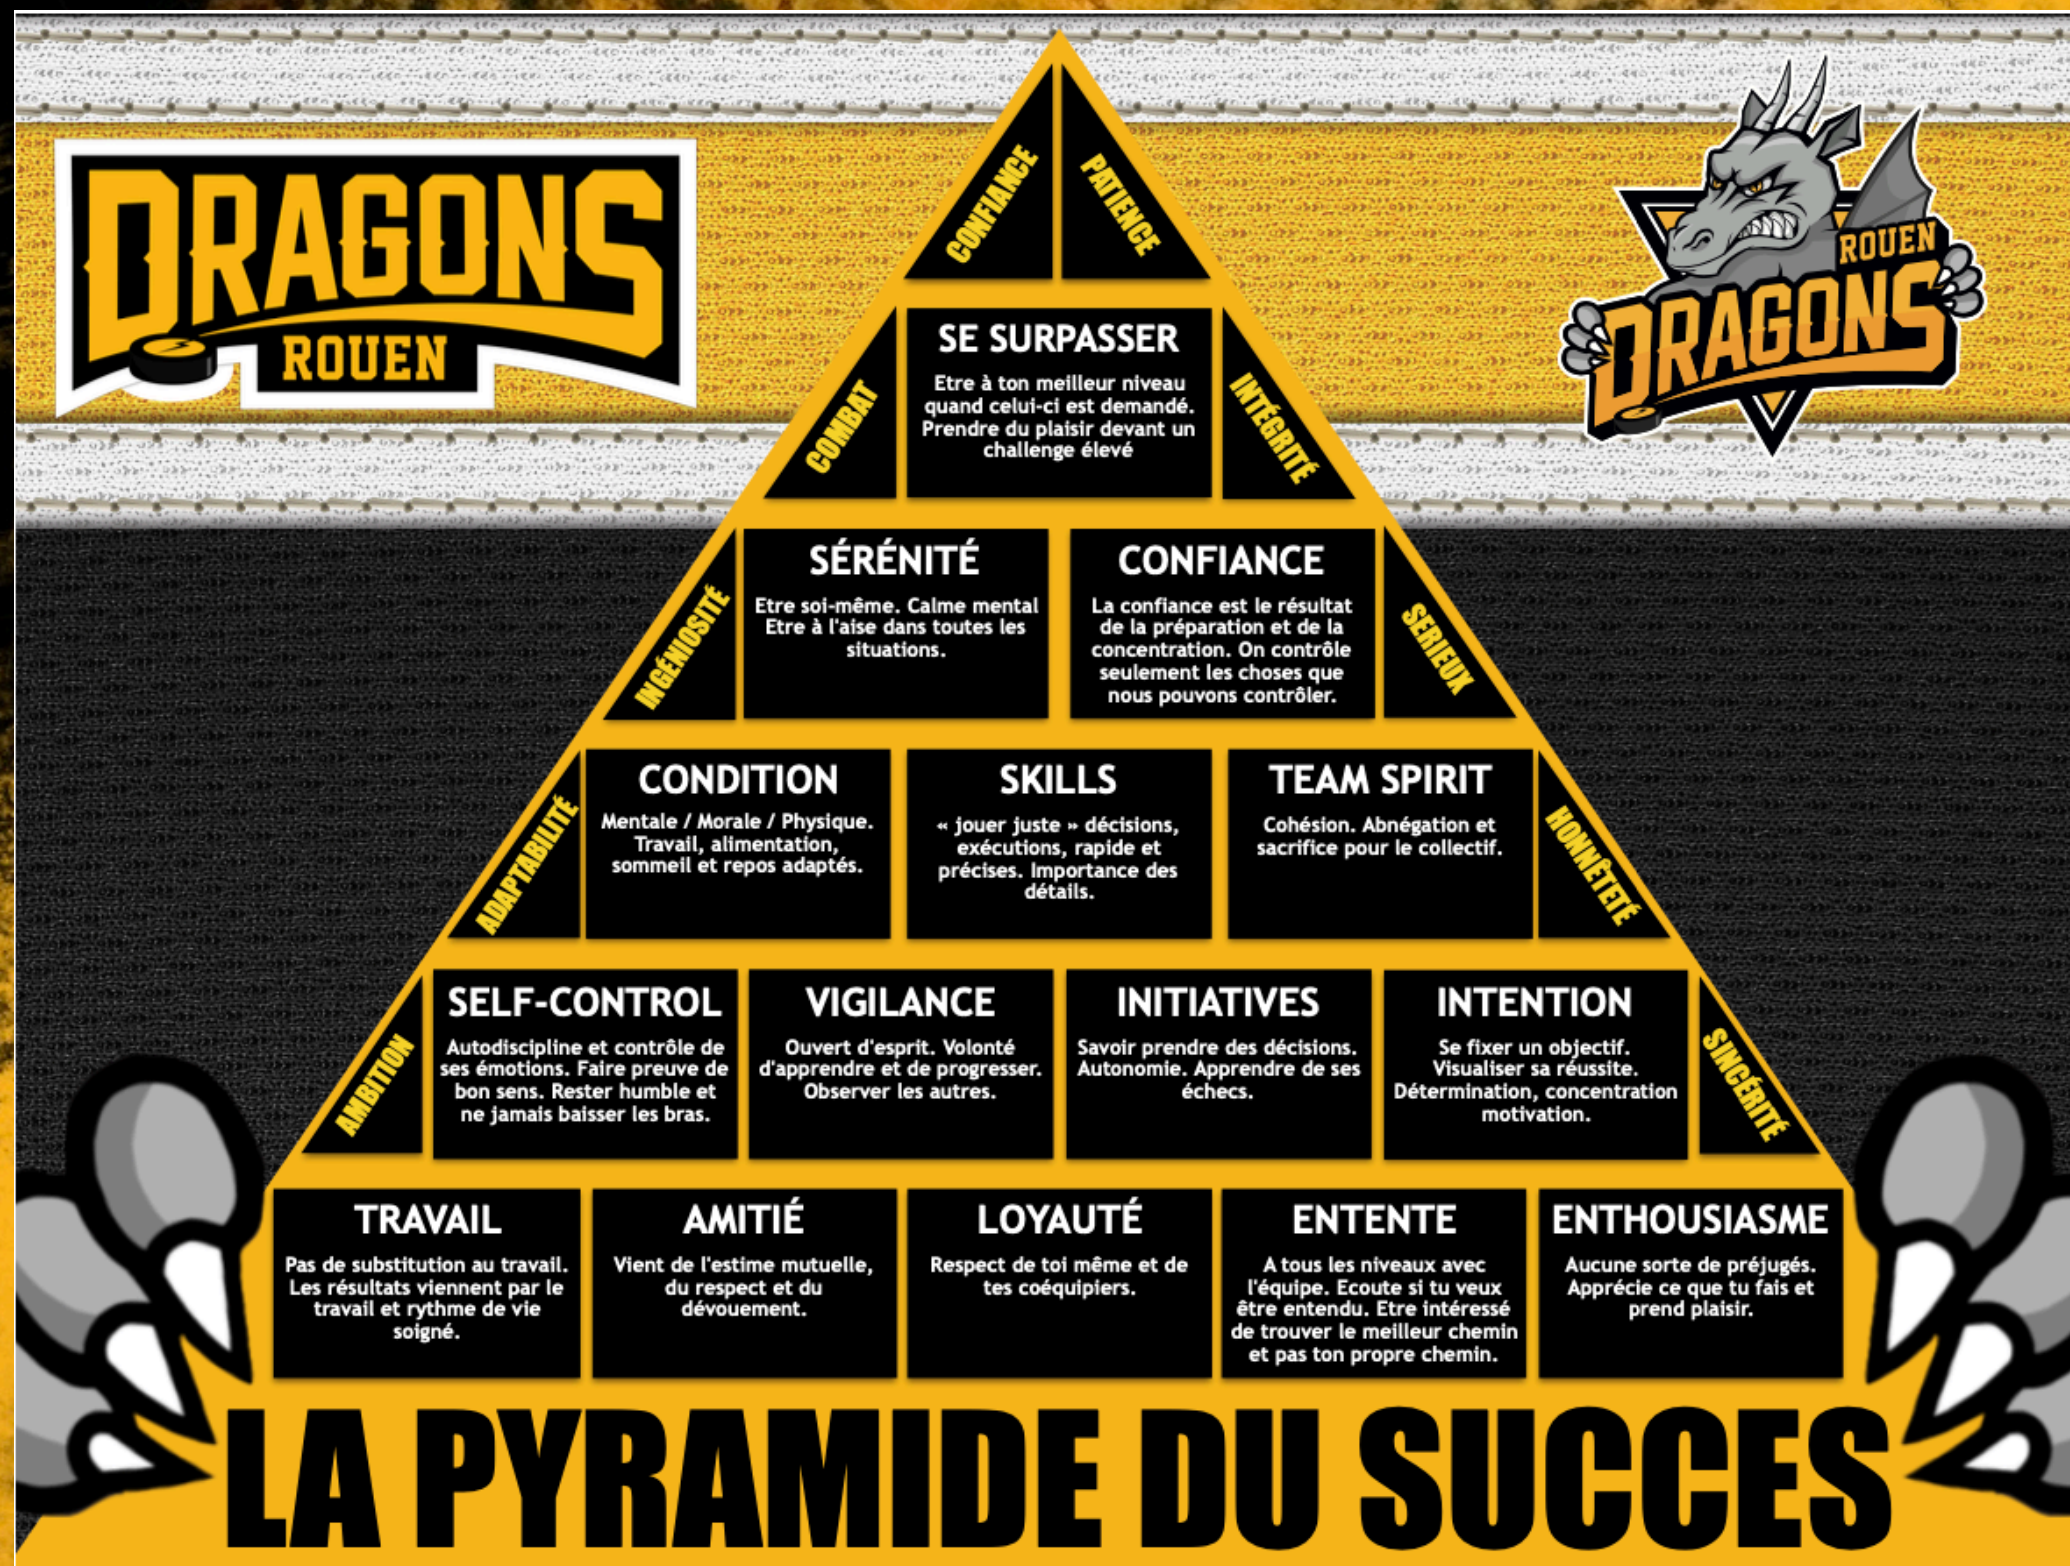 DRAGONS
ROUEN
ROUEN
DRAGONS
CONFIANCE
PATIENCE
COMBAT
SE SURPASSER
Etre à ton meilleur niveau
quand celui-ci est demandé.
Prendre du plaisir devant un
challenge élevé
INTÉGRITÉ
INGÉNIOSITÉ
SÉRÉNITÉ
Etre soi-même. Calme mental
Etre à l'aise dans toutes les
situations.
CONFIANCE
La confiance est le résultat
de la préparation et de la
concentration. On contrôle
seulement les choses que
nous pouvons contrôler.
SERIEUX
ADAPTABILITÉ
CONDITION
Mentale / Morale / Physique.
Travail, alimentation,
sommeil et repos adaptés.
SKILLS
« jouer juste » décisions,
exécutions, rapide et
précises. Importance des
détails.
TEAM SPIRIT
Cohésion. Abnégation et
sacrifice pour le collectif.
HONNÊTETÉ
AMBITION
SELF-CONTROL
Autodiscipline et contrôle de
ses émotions. Faire preuve de
bon sens. Rester humble et
ne jamais baisser les bras.
VIGILANCE
Ouvert d'esprit. Volonté
d'apprendre et de progresser.
Observer les autres.
INITIATIVES
Savoir prendre des décisions.
Autonomie. Apprendre de ses
échecs.
INTENTION
Se fixer un objectif.
Visualiser sa réussite.
Détermination, concentration
motivation.
SINCÉRITÉ
TRAVAIL
Pas de substitution au travail.
Les résultats viennent par le
travail et rythme de vie
soigné.
AMITIÉ
Vient de l'estime mutuelle,
du respect et du
dévouement.
LOYAUTÉ
Respect de toi même et de
tes coéquipiers.
ENTENTE
A tous les niveaux avec
l'équipe. Ecoute si tu veux
être entendu. Etre intéressé
de trouver le meilleur chemin
et pas ton propre chemin.
ENTHOUSIASME
Aucune sorte de préjugés.
Apprécie ce que tu fais et
prend plaisir.
LA PYRAMIDE DU SUCCES